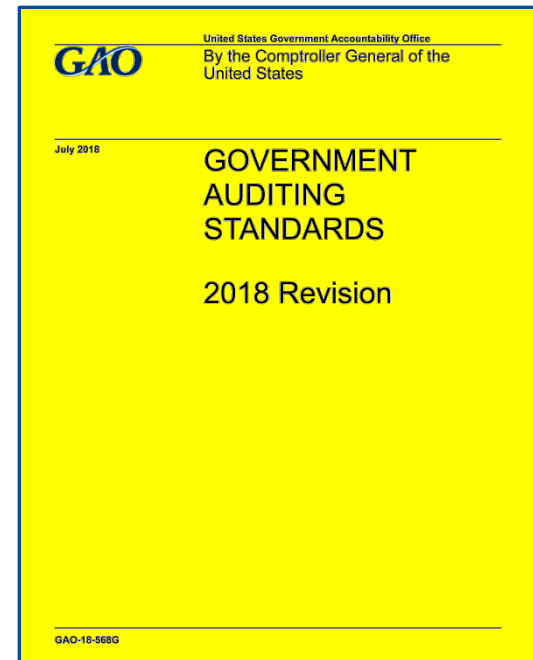 United States Government Accountability Office
GAO
By the Comptroller General of the
United States
July 2018
GOVERNMENT
AUDITING
STANDARDS
2018 Revision
GAO-18-568G